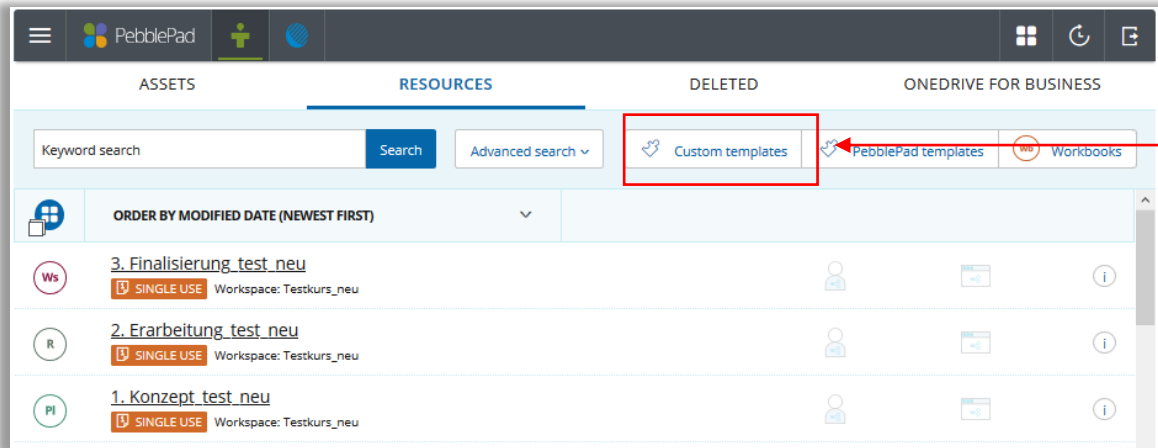 PebblePad
ASSETS RESOURCES DELETED ONEDRIVE FOR BUSINESS
Keyword search Search Advanced search Custom templates PebblePad templates Wb Workbooks
ORDER BY MODIFIED DATE (NEWEST FIRST)
Ws 3. Finalisierung_test_neu
SINGLE USE Workspace: Testkurs_neu
R 2. Erarbeitung_test_neu
SINGLE USE Workspace: Testkurs_neu
Pl 1. Konzept_test_neu
SINGLE USE Workspace: Testkurs_neu